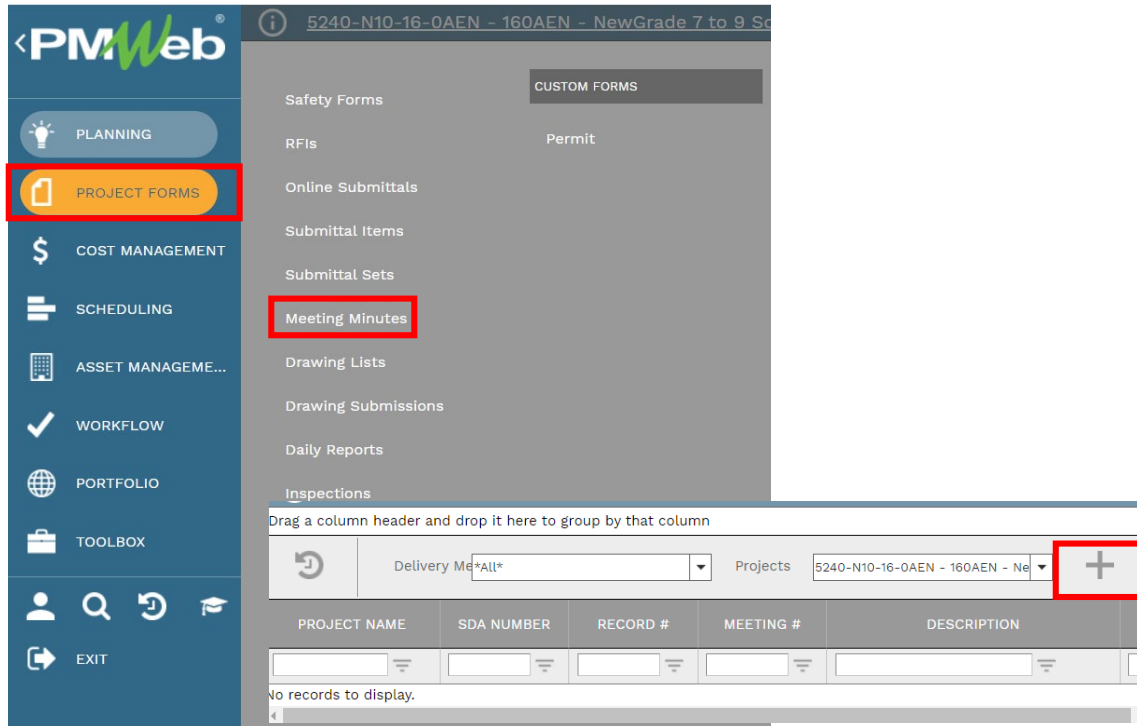 PMWeb®
PLANNING
PROJECT FORMS
COST MANAGEMENT
SCHEDULING
ASSET MANAGEME...
WORKFLOW
PORTFOLIO
TOOLBOX
EXIT
5240-N10-16-0AEN - 160AEN - NewGrade 7 to 9 Sc
Safety Forms
RFIs
Online Submittals
Submittal Items
Submittal Sets
Meeting Minutes
Drawing Lists
Drawing Submissions
Daily Reports
Inspections
CUSTOM FORMS
Permit
Drag a column header and drop it here to group by that column
Delivery Me *All* Projects 5240-N10-16-0AEN - 160AEN - Ne
PROJECT NAME SDA NUMBER RECORD # MEETING # DESCRIPTION
No records to display.